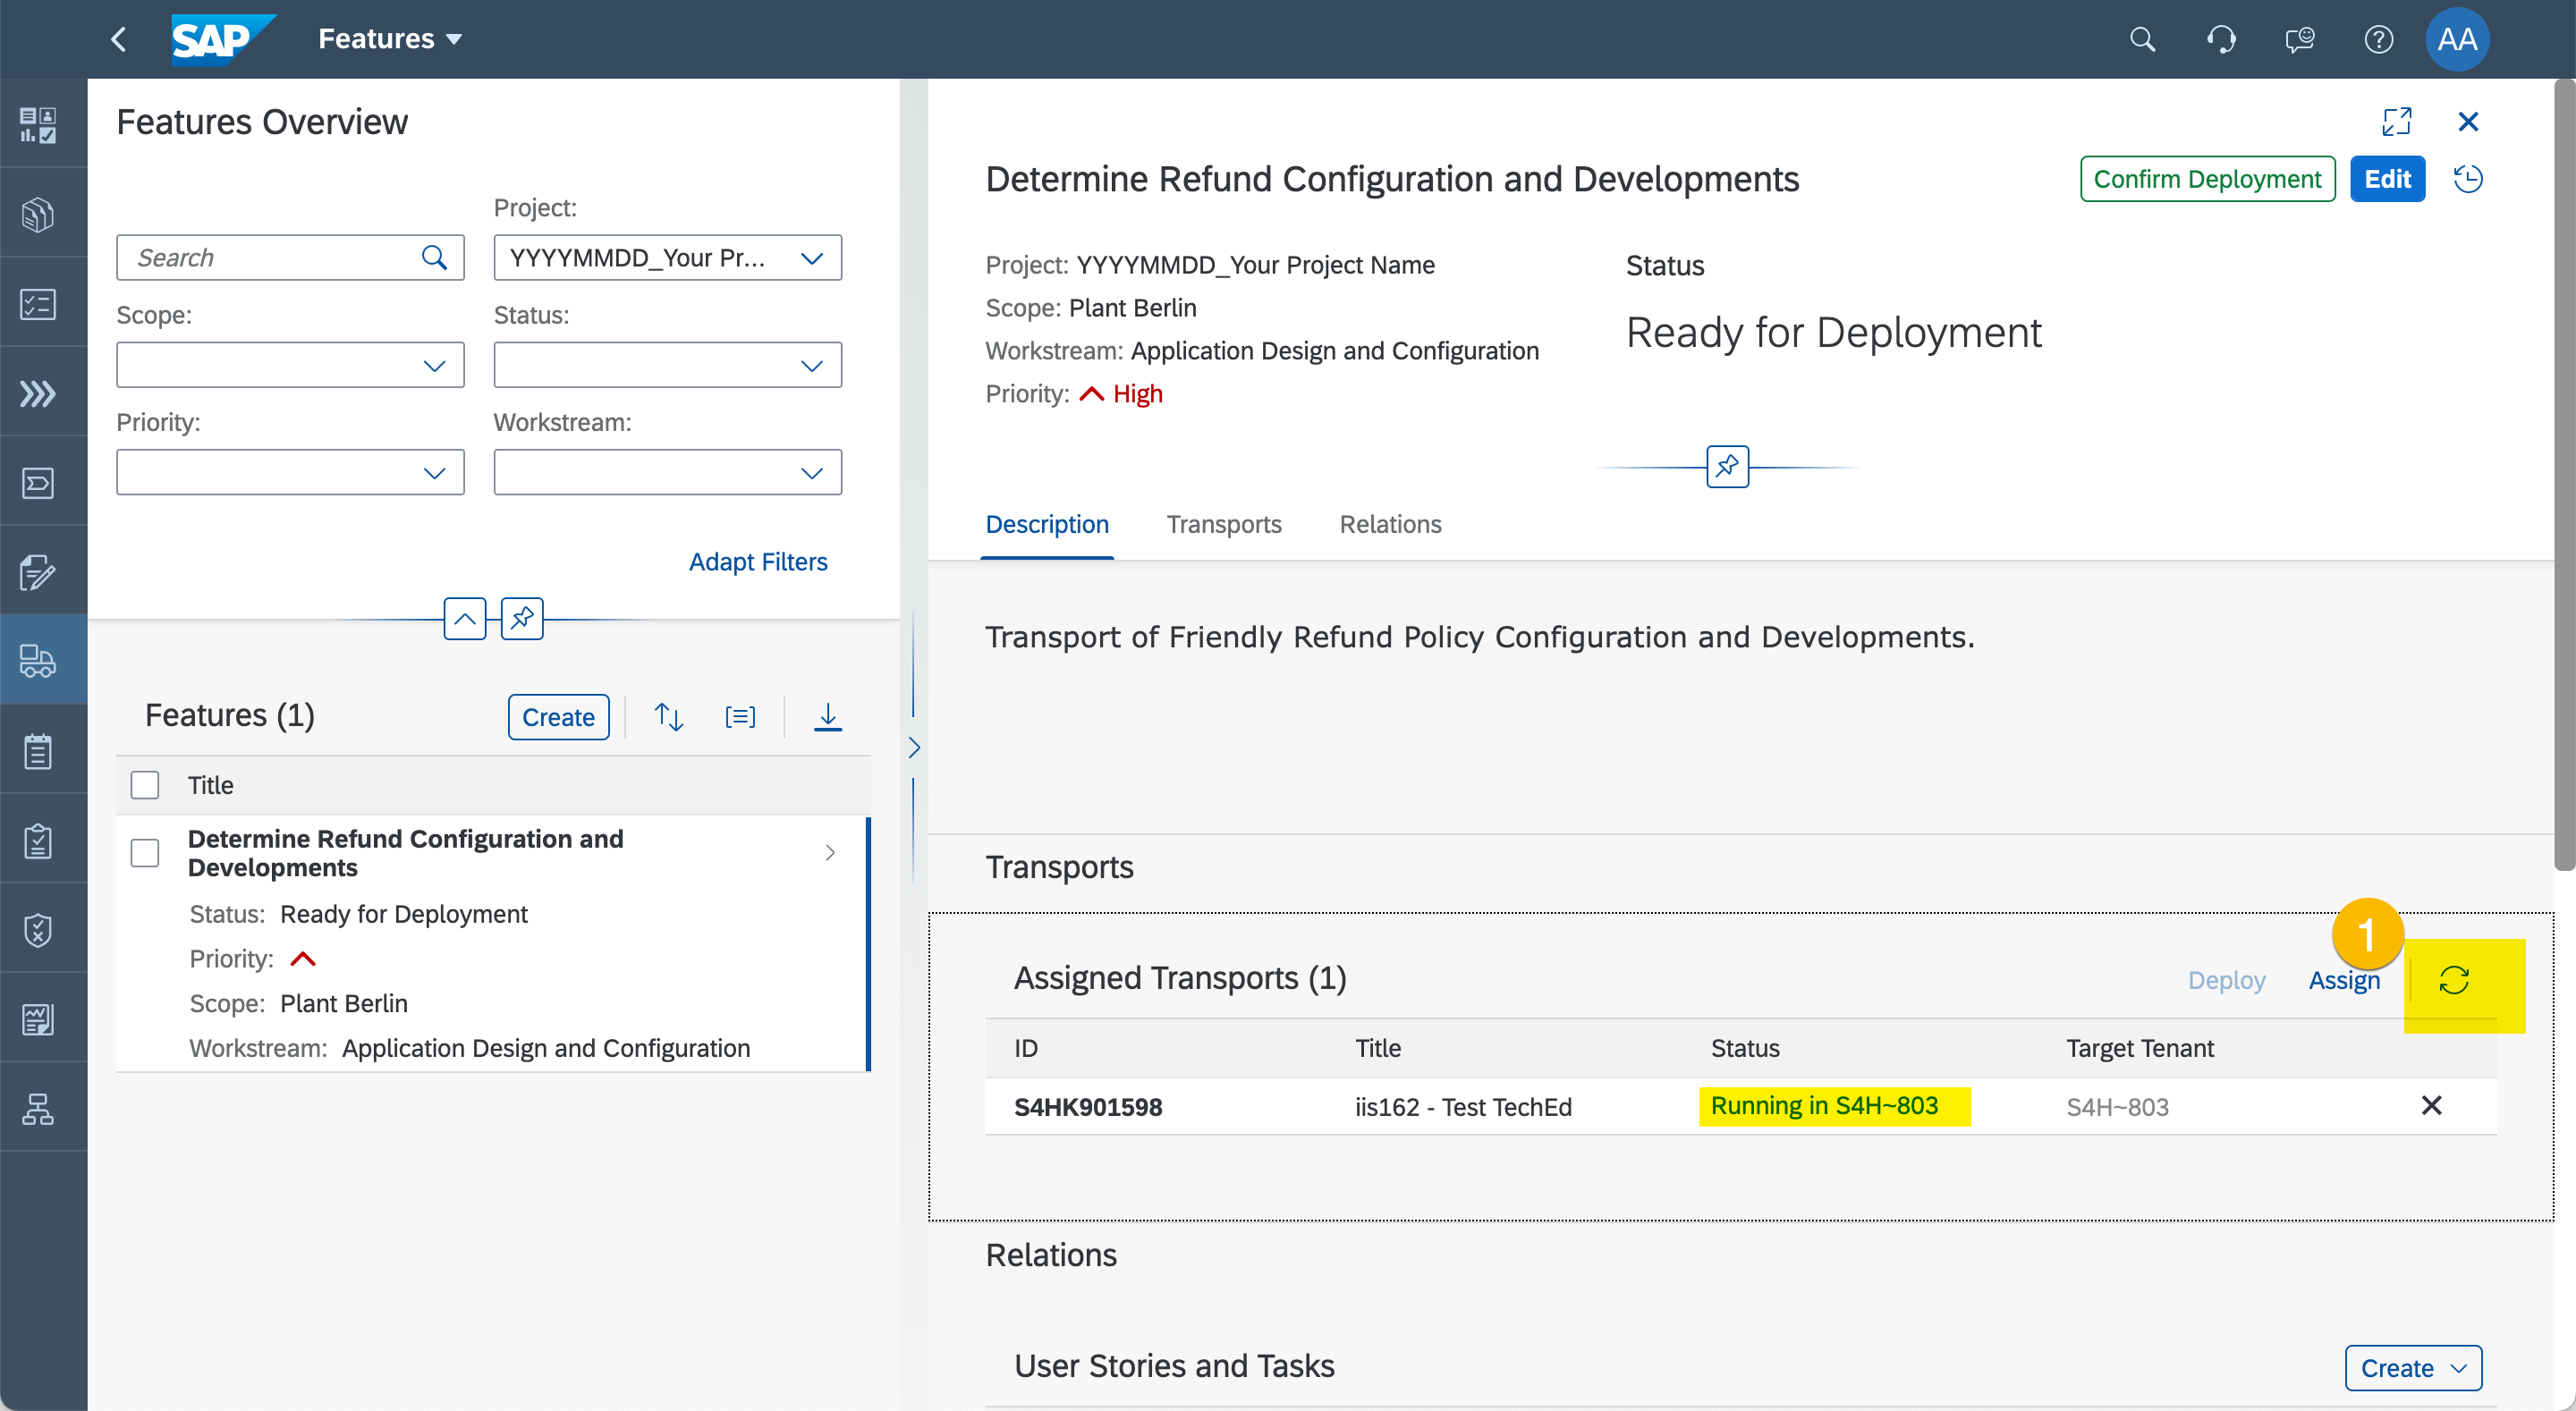 SAP
Features
AA
Features Overview
Project:
Search
YYYYMMDD_Your Pr...
Scope:
Status:
Priority:
Workstream:
Adapt Filters
Features (1)
Create
Title
Determine Refund Configuration and
Developments
Status: Ready for Deployment
Priority:
Scope: Plant Berlin
Workstream: Application Design and Configuration
Determine Refund Configuration and Developments
Confirm Deployment
Edit
Project: YYYYMMDD_Your Project Name
Scope: Plant Berlin
Workstream: Application Design and Configuration
Priority: High
Status
Ready for Deployment
Description
Transports
Relations
Transport of Friendly Refund Policy Configuration and Developments.
Transports
Assigned Transports (1)
Deploy
Assign
1
ID
Title
Status
Target Tenant
S4HK901598
iis162 - Test TechEd
Running in S4H~803
S4H~803
Relations
User Stories and Tasks
Create